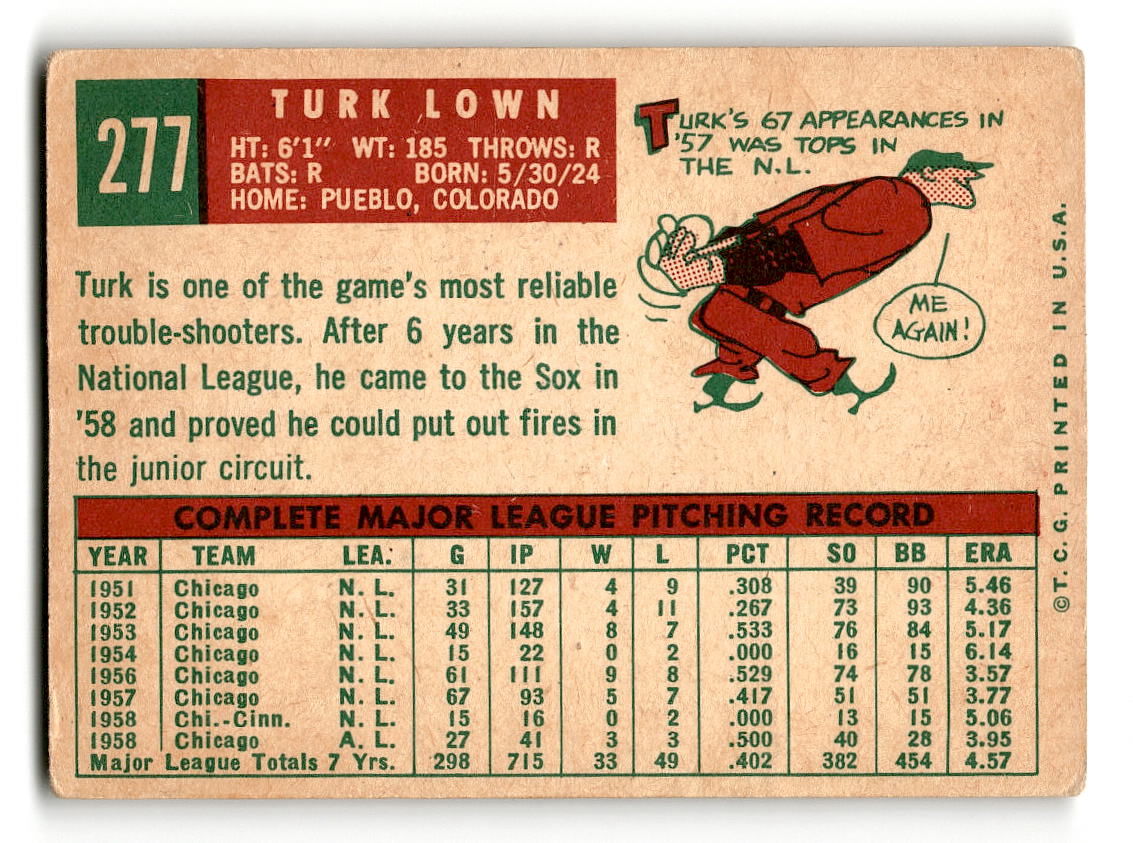 277
TURK LOWN
HT: 6'1" WT: 185 THROWS: R
BATS: R BORN: 5/30/24
HOME: PUEBLO, COLORADO
TURK'S 67 APPEARANCES IN
'57 WAS TOPS IN
THE N.L.
ME
AGAIN!
Turk is one of the game's most reliable
trouble-shooters. After 6 years in the
National League, he came to the Sox in
'58 and proved he could put out fires in
the junior circuit.
COMPLETE MAJOR LEAGUE PITCHING RECORD
YEAR TEAM LEA. G IP W L PCT SO BB ERA
1951 Chicago N. L. 31 127 4 9 .308 39 90 5.46
1952 Chicago N. L. 33 157 4 11 .267 73 93 4.36
1953 Chicago N. L. 49 148 8 7 .533 76 84 5.17
1954 Chicago N. L. 15 22 0 2 .000 16 15 6.14
1956 Chicago N. L. 61 111 9 8 .529 74 78 3.57
1957 Chicago N. L. 67 93 5 7 .417 51 51 3.77
1958 Chi.-Cinn. N. L. 15 16 0 2 .000 13 15 5.06
1958 Chicago A. L. 27 41 3 3 .500 40 28 3.95
Major League Totals 7 Yrs. 298 715 33 49 .402 382 454 4.57
©T. C. G. PRINTED IN U.S.A.